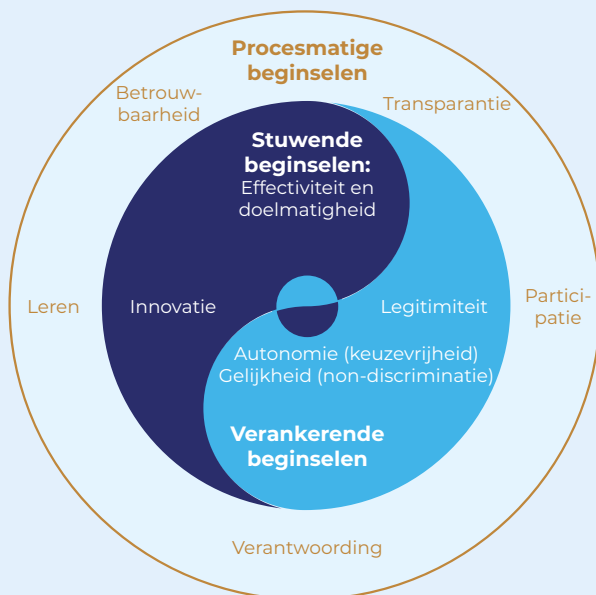 Procesmatige
beginselen
Betrouw-
baarheid
Transparantie
Stuwende
beginselen:
Effectiviteit en
doelmatigheid
Leren
Innovatie
Legitimiteit
Partici-
patie
Autonomie (keuzevrijheid)
Gelijkheid (non-discriminatie)
Verankerende
beginselen
Verantwoording